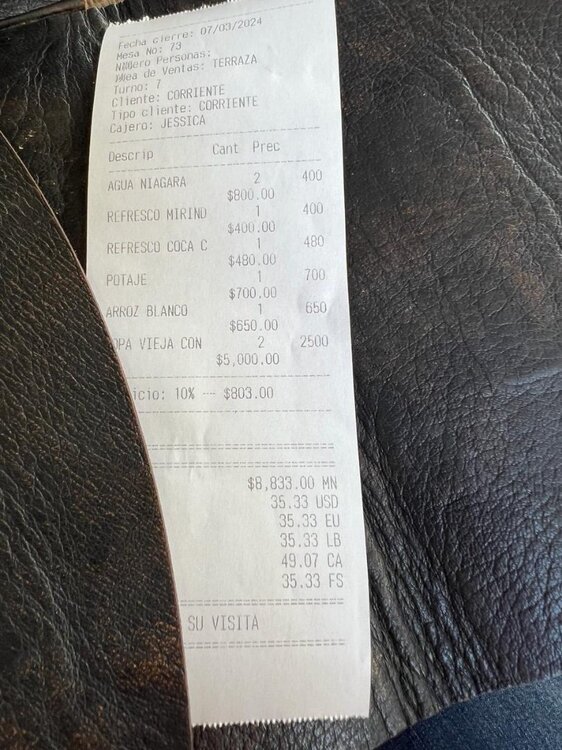 Fecha cierre: 07/03/2024
Mesa No: 73
Número Personas:
Area de Ventas: TERRAZA
Turno: 7
Cliente: CORRIENTE
Tipo cliente: CORRIENTE
Cajero: JESSICA
Descrip Cant Prec
AGUA NIAGARA 2 400
$800.00
REFRESCO MIRIND 1 400
$400.00
REFRESCO COCA C 1 480
$480.00
POTAJE 1 700
$700.00
ARROZ BLANCO 1 650
$650.00
OPA VIEJA CON 2 2500
$5,000.00
icio: 10% --- $803.00
$8,833.00 MN
35.33 USD
35.33 EU
35.33 LB
49.07 CA
35.33 FS
SU VISITA